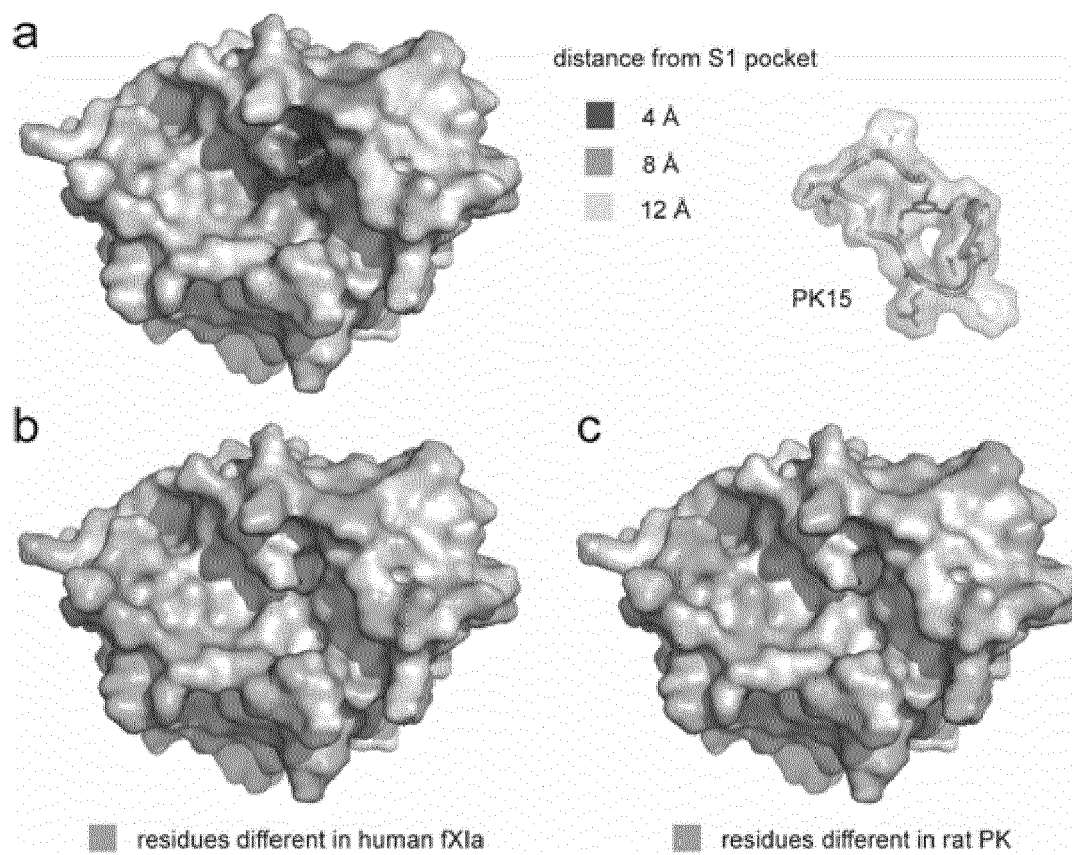 a
distance from S1 pocket
4 Å
8 Å
12 Å
PK15
b
c
residues different in human fXIa
residues different in rat PK